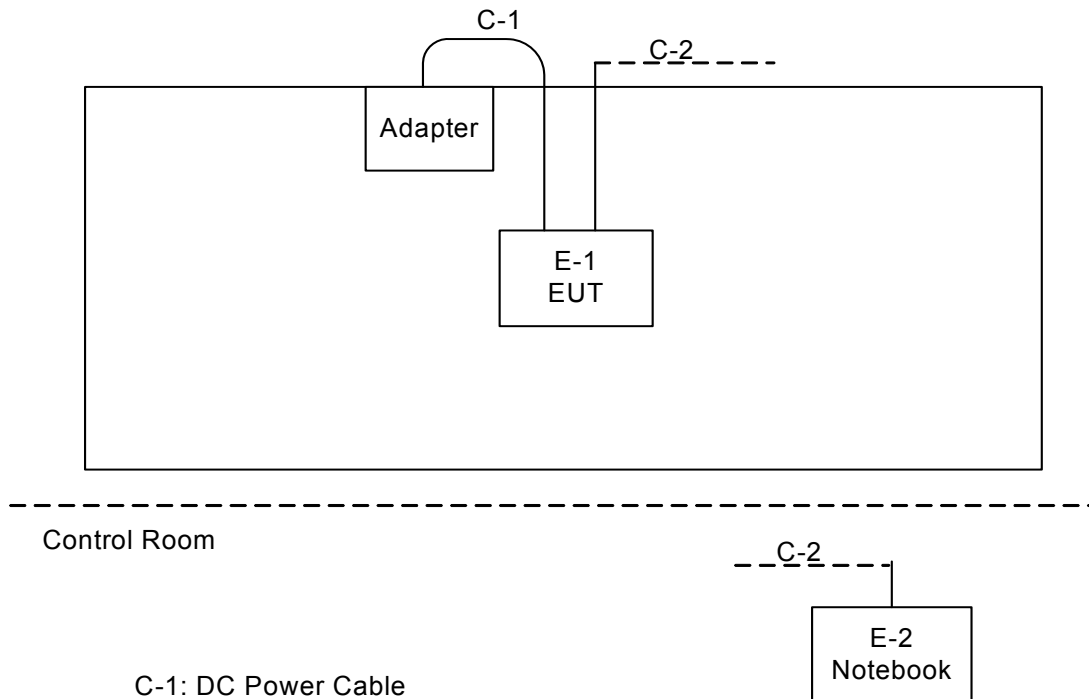 C-1
C-2
Adapter
E-1
EUT
Control Room
C-2
E-2
Notebook
C-1: DC Power Cable